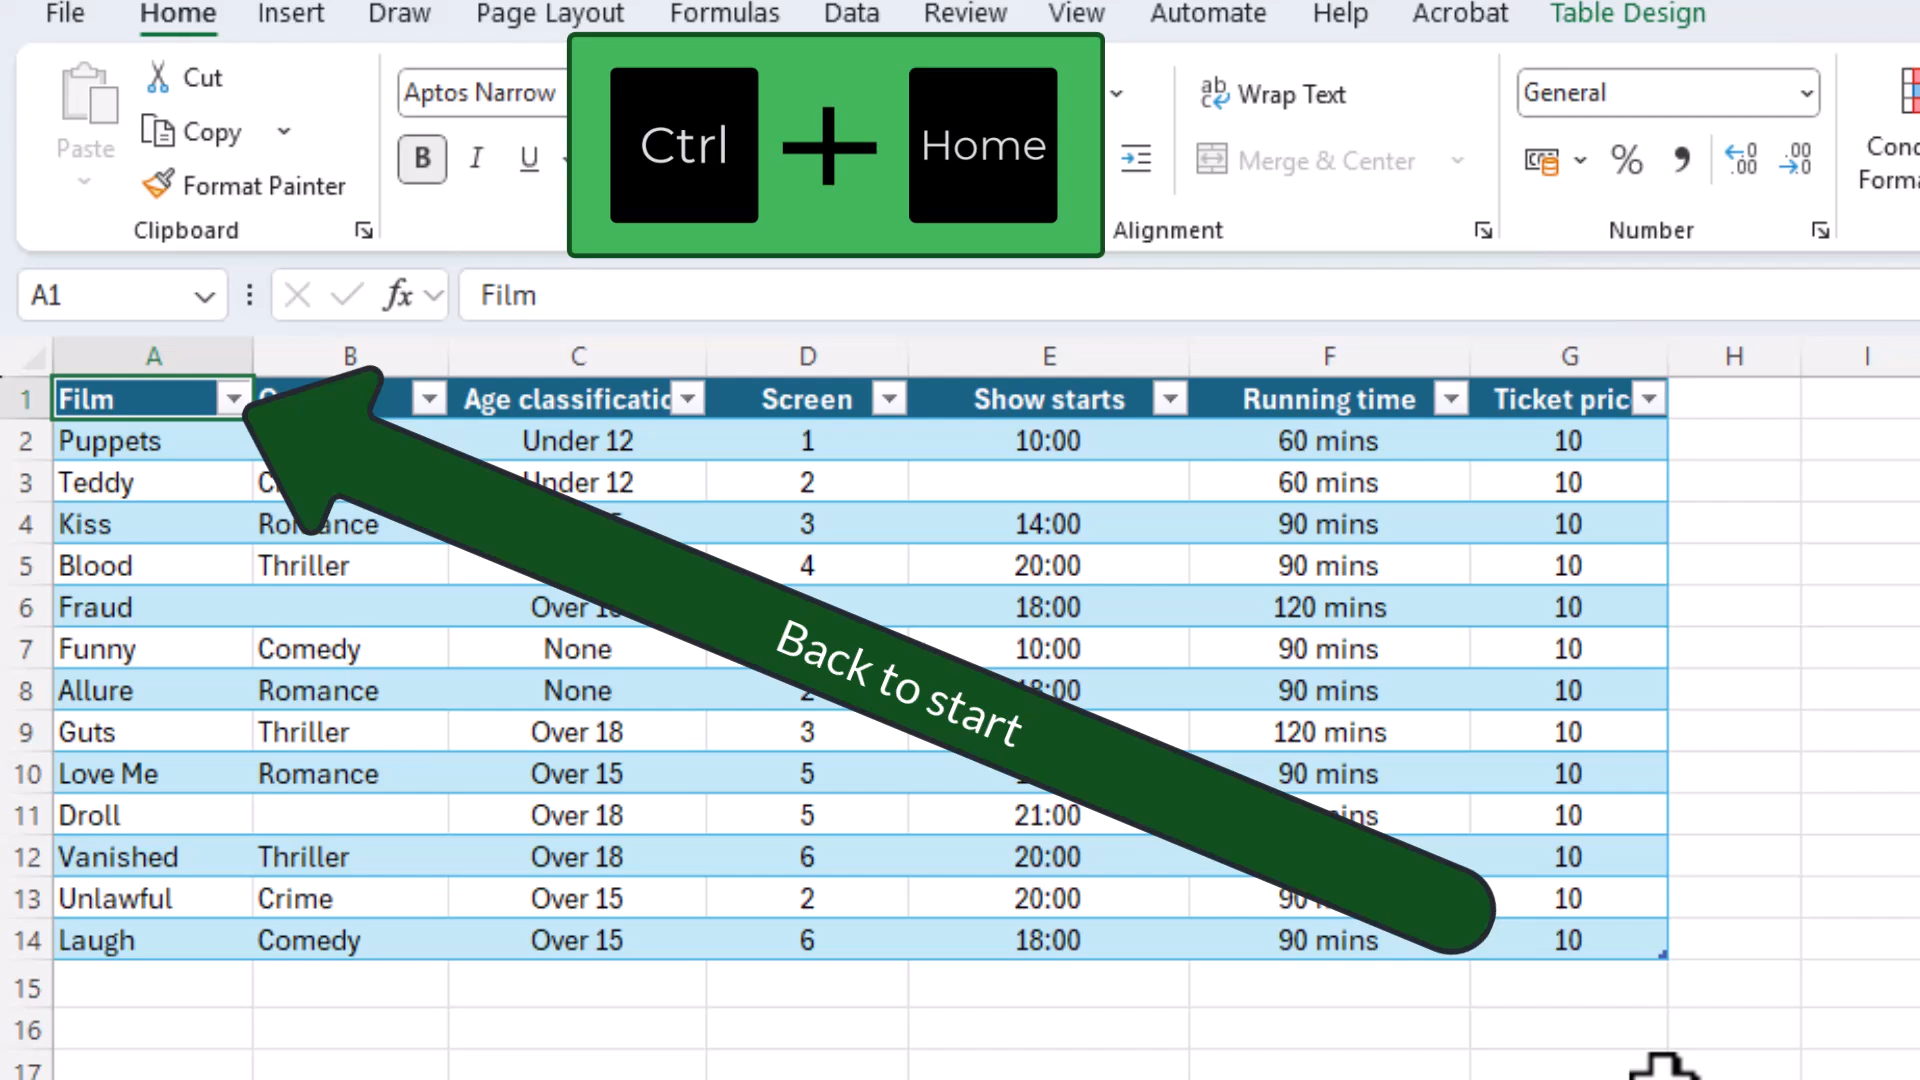 File Home Insert Draw Page Layout Formulas Data Review View Automate Help Acrobat Table Design
Paste
Cut
Copy
Format Painter
Clipboard
Aptos Narrow
B I U
Ctrl + Home
Wrap Text
Merge & Center
Alignment
General
%
Number
A1
fx
Film
A B C D E F G H I
1 Film Age classificatic Screen Show starts Running time Ticket pric
2 Puppets Under 12 1 10:00 60 mins 10
3 Teddy Under 12 2 60 mins 10
4 Kiss Romance 3 14:00 90 mins 10
5 Blood Thriller 4 20:00 90 mins 10
6 Fraud Over 18:00 120 mins 10
7 Funny Comedy None 10:00 90 mins 10
8 Allure Romance None 90 mins 10
9 Guts Thriller Over 18 3 120 mins 10
10 Love Me Romance Over 15 5 90 mins 10
11 Droll Over 18 5 21:00 10
12 Vanished Thriller Over 18 6 20:00 10
13 Unlawful Crime Over 15 2 20:00 10
14 Laugh Comedy Over 15 6 18:00 90 mins 10
15
16
17
Back to start